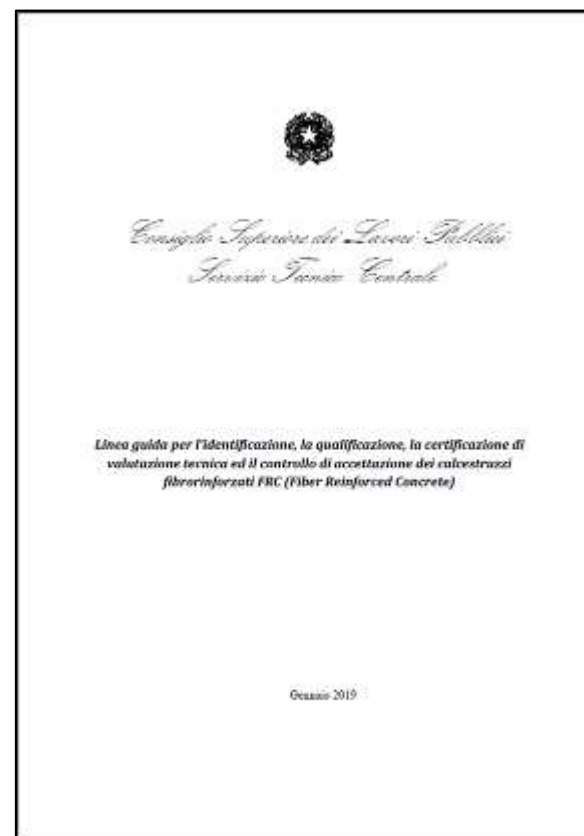 Consiglio Superiore dei Lavori Pubblici
Servizio Tecnico Centrale
Linea guida per l'identificazione, la qualificazione, la certificazione di
valutazione tecnica ed il controllo di accettazione dei calcestruzzi
fibrorinforzati FRC (Fiber Reinforced Concrete)
Gennaio 2019